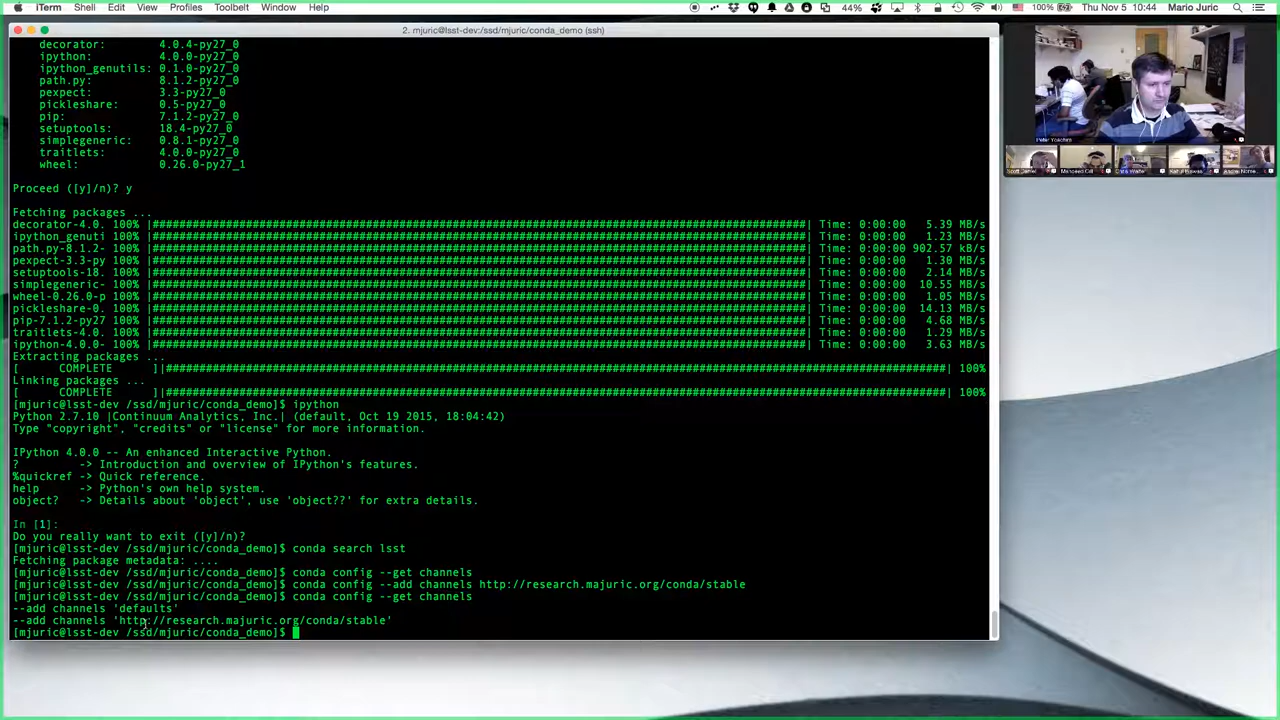 iTerm Shell Edit View Profiles Toolbelt Window Help 44% 100% Thu Nov 5 10:44 Mario Juric
2. mjuric@lsst-dev:/ssd/mjuric/conda_demo (ssh)
decorator: 4.0.4-py27_0
ipython: 4.0.0-py27_0
ipython_genutils: 0.1.0-py27_0
path.py: 8.1.2-py27_0
pexpect: 3.3-py27_0
pickleshare: 0.5-py27_0
pip: 7.1.2-py27_0
setuptools: 18.4-py27_0
simplegeneric: 0.8.1-py27_0
traitlets: 4.0.0-py27_0
wheel: 0.26.0-py27_1
Proceed ([y]/n)? y
Fetching packages ...
decorator-4.0. 100% |################################################################################| Time: 0:00:00 5.39 MB/s
ipython_genuti 100% |################################################################################| Time: 0:00:00 1.23 MB/s
path.py-8.1.2- 100% |################################################################################| Time: 0:00:00 902.57 kB/s
pexpect-3.3-py 100% |################################################################################| Time: 0:00:00 1.30 MB/s
setuptools-18. 100% |################################################################################| Time: 0:00:00 2.14 MB/s
simplegeneric- 100% |################################################################################| Time: 0:00:00 10.55 MB/s
wheel-0.26.0-p 100% |################################################################################| Time: 0:00:00 1.05 MB/s
pickleshare-0. 100% |################################################################################| Time: 0:00:00 14.13 MB/s
pip-7.1.2-py27 100% |################################################################################| Time: 0:00:00 4.68 MB/s
traitlets-4.0. 100% |################################################################################| Time: 0:00:00 1.29 MB/s
ipython-4.0.0- 100% |################################################################################| Time: 0:00:00 3.63 MB/s
Extracting packages ...
[ COMPLETE ]|################################################################################| 100%
Linking packages ...
[ COMPLETE ]|################################################################################| 100%
[mjuric@lsst-dev /ssd/mjuric/conda_demo]$ ipython
Python 2.7.10 |Continuum Analytics, Inc.| (default, Oct 19 2015, 18:04:42)
Type "copyright", "credits" or "license" for more information.
IPython 4.0.0 -- An enhanced Interactive Python.
? -> Introduction and overview of IPython's features.
%quickref -> Quick reference.
help -> Python's own help system.
object? -> Details about 'object', use 'object??' for extra details.
In [1]:
Do you really want to exit ([y]/n)?
[mjuric@lsst-dev /ssd/mjuric/conda_demo]$ conda search lsst
Fetching package metadata: ....
[mjuric@lsst-dev /ssd/mjuric/conda_demo]$ conda config --get channels
[mjuric@lsst-dev /ssd/mjuric/conda_demo]$ conda config --add channels http://research.majuric.org/conda/stable
[mjuric@lsst-dev /ssd/mjuric/conda_demo]$ conda config --get channels
--add channels 'defaults'
--add channels 'http://research.majuric.org/conda/stable'
[mjuric@lsst-dev /ssd/mjuric/conda_demo]$
Peter Yoachim
Scott Daniel